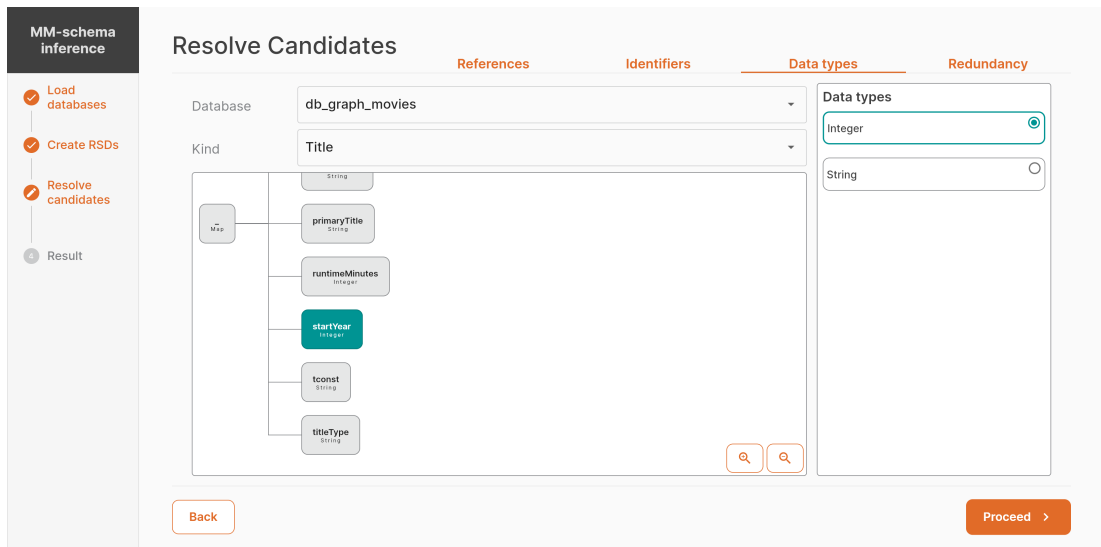 MM-schema
inference
Load
databases
Create RSDs
Resolve
candidates
4 Result
Resolve Candidates
References Identifiers Data types Redundancy
Database db_graph_movies
Kind Title
String
_
Map
primaryTitle
String
runtimeMinutes
Integer
startYear
Integer
tconst
String
titleType
String
Data types
Integer
String
Back
Proceed